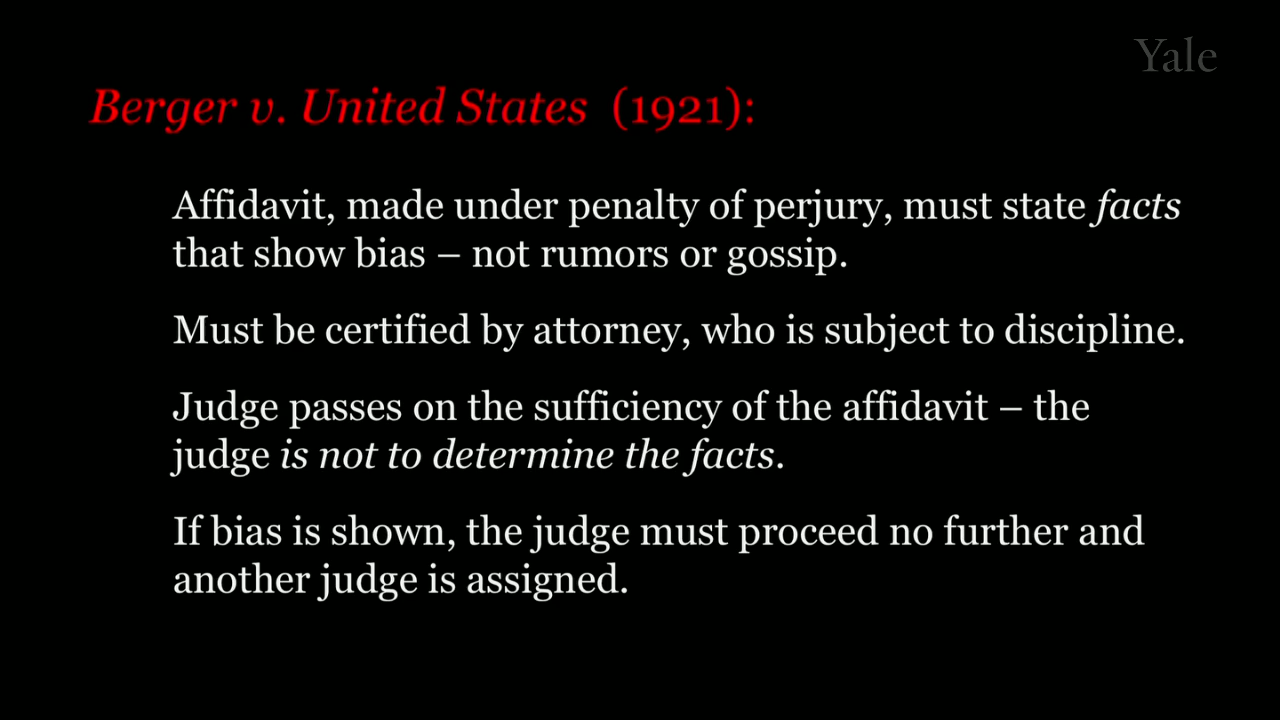 Yale
Berger v. United States (1921):
Affidavit, made under penalty of perjury, must state facts
that show bias – not rumors or gossip.
Must be certified by attorney, who is subject to discipline.
Judge passes on the sufficiency of the affidavit – the
judge is not to determine the facts.
If bias is shown, the judge must proceed no further and
another judge is assigned.